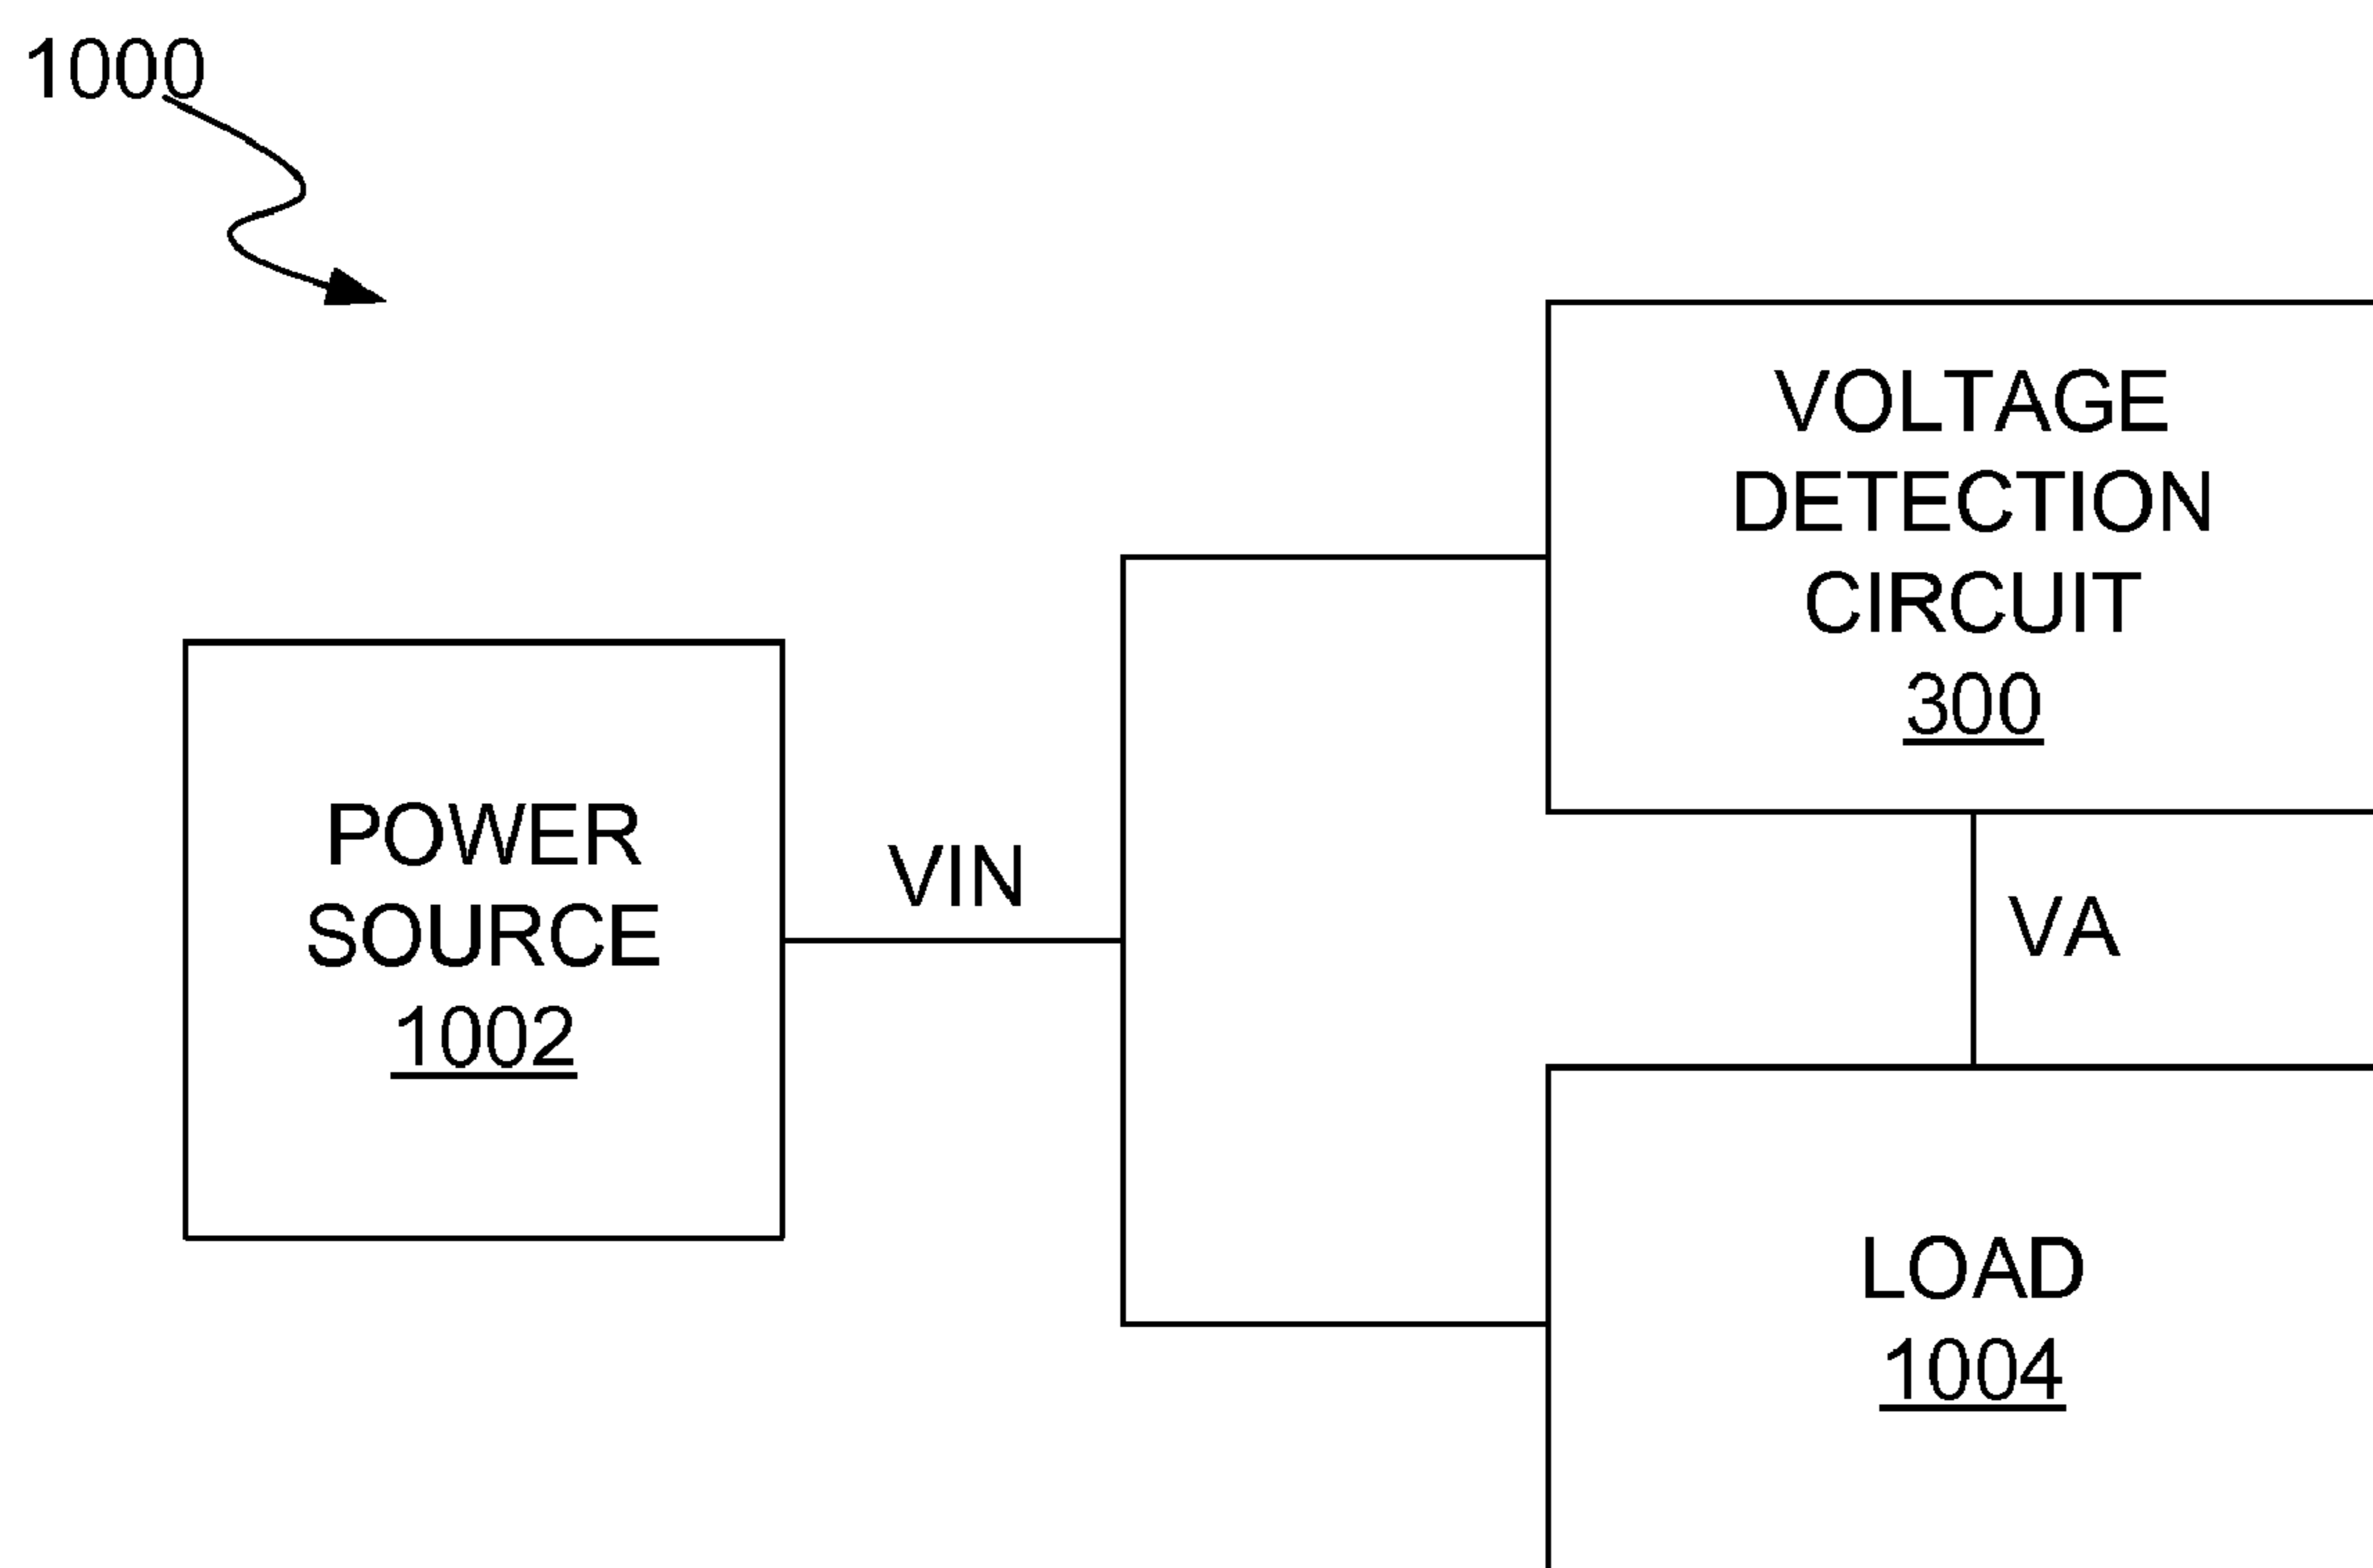 1000
VOLTAGE
DETECTION
CIRCUIT
300
POWER
SOURCE
1002
VIN
VA
LOAD
1004